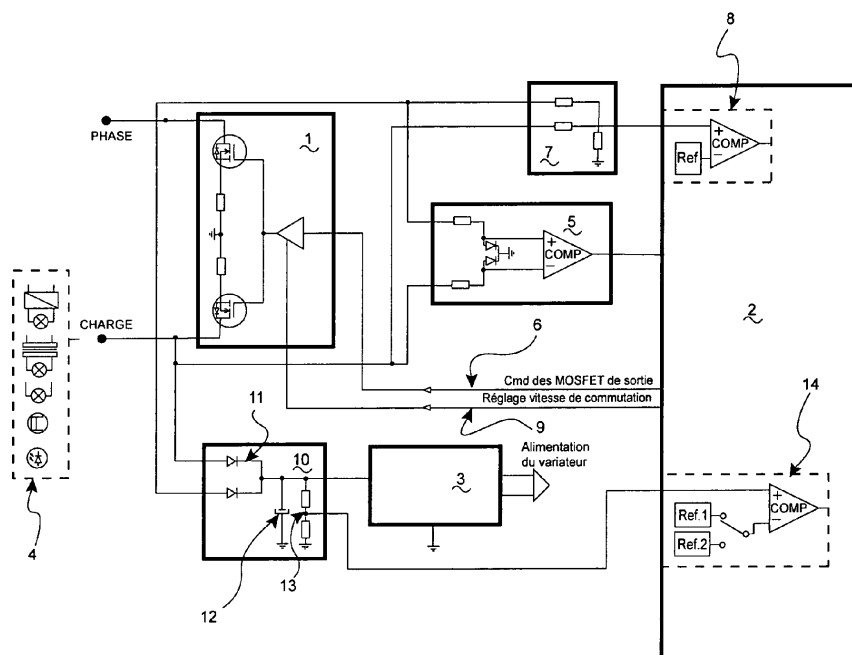 8
PHASE
1
7
+
COMP
−
Ref
5
+
COMP
−
2
CHARGE
6
Cmd des MOSFET de sortie
Réglage vitesse de commutation
9
14
11
10
Alimentation
du variateur
3
+
COMP
−
Ref.1
Ref.2
4
12
13